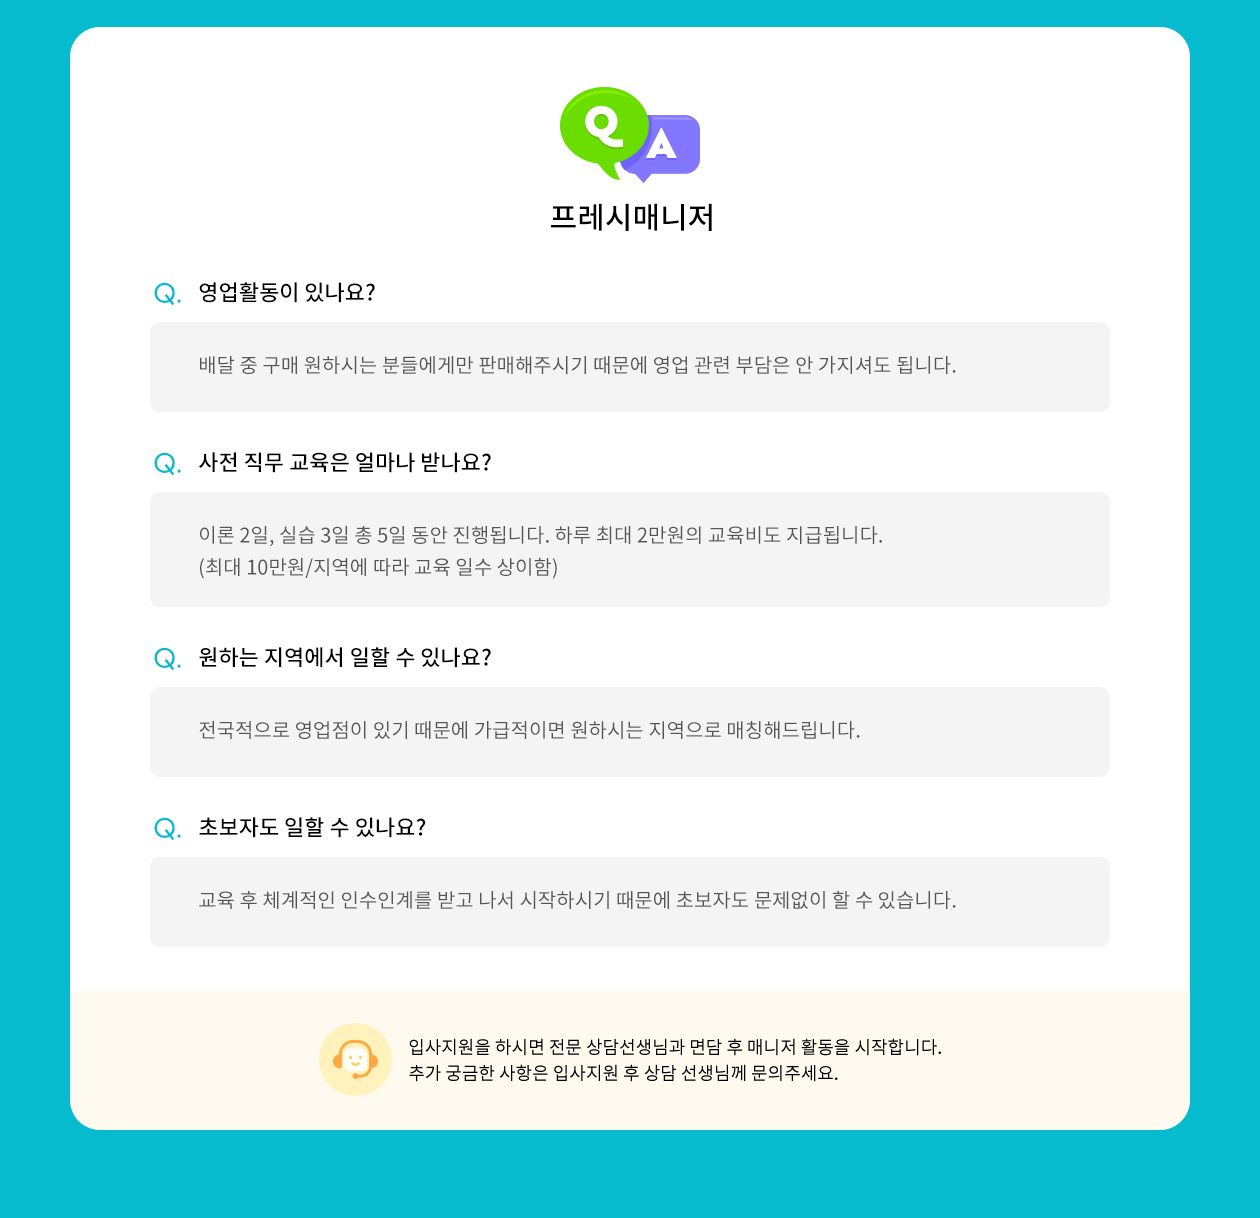 Q A
프레시매니저
Q. 영업활동이 있나요?
배달 중 구매 원하시는 분들에게만 판매해주시기 때문에 영업 관련 부담은 안 가지셔도 됩니다.
Q. 사전 직무 교육은 얼마나 받나요?
이론 2일, 실습 3일 총 5일 동안 진행됩니다. 하루 최대 2만원의 교육비도 지급됩니다.
(최대 10만원/지역에 따라 교육 일수 상이함)
Q. 원하는 지역에서 일할 수 있나요?
전국적으로 영업점이 있기 때문에 가급적이면 원하시는 지역으로 매칭해드립니다.
Q. 초보자도 일할 수 있나요?
교육 후 체계적인 인수인계를 받고 나서 시작하시기 때문에 초보자도 문제없이 할 수 있습니다.
입사지원을 하시면 전문 상담선생님과 면담 후 매니저 활동을 시작합니다.
추가 궁금한 사항은 입사지원 후 상담 선생님께 문의주세요.